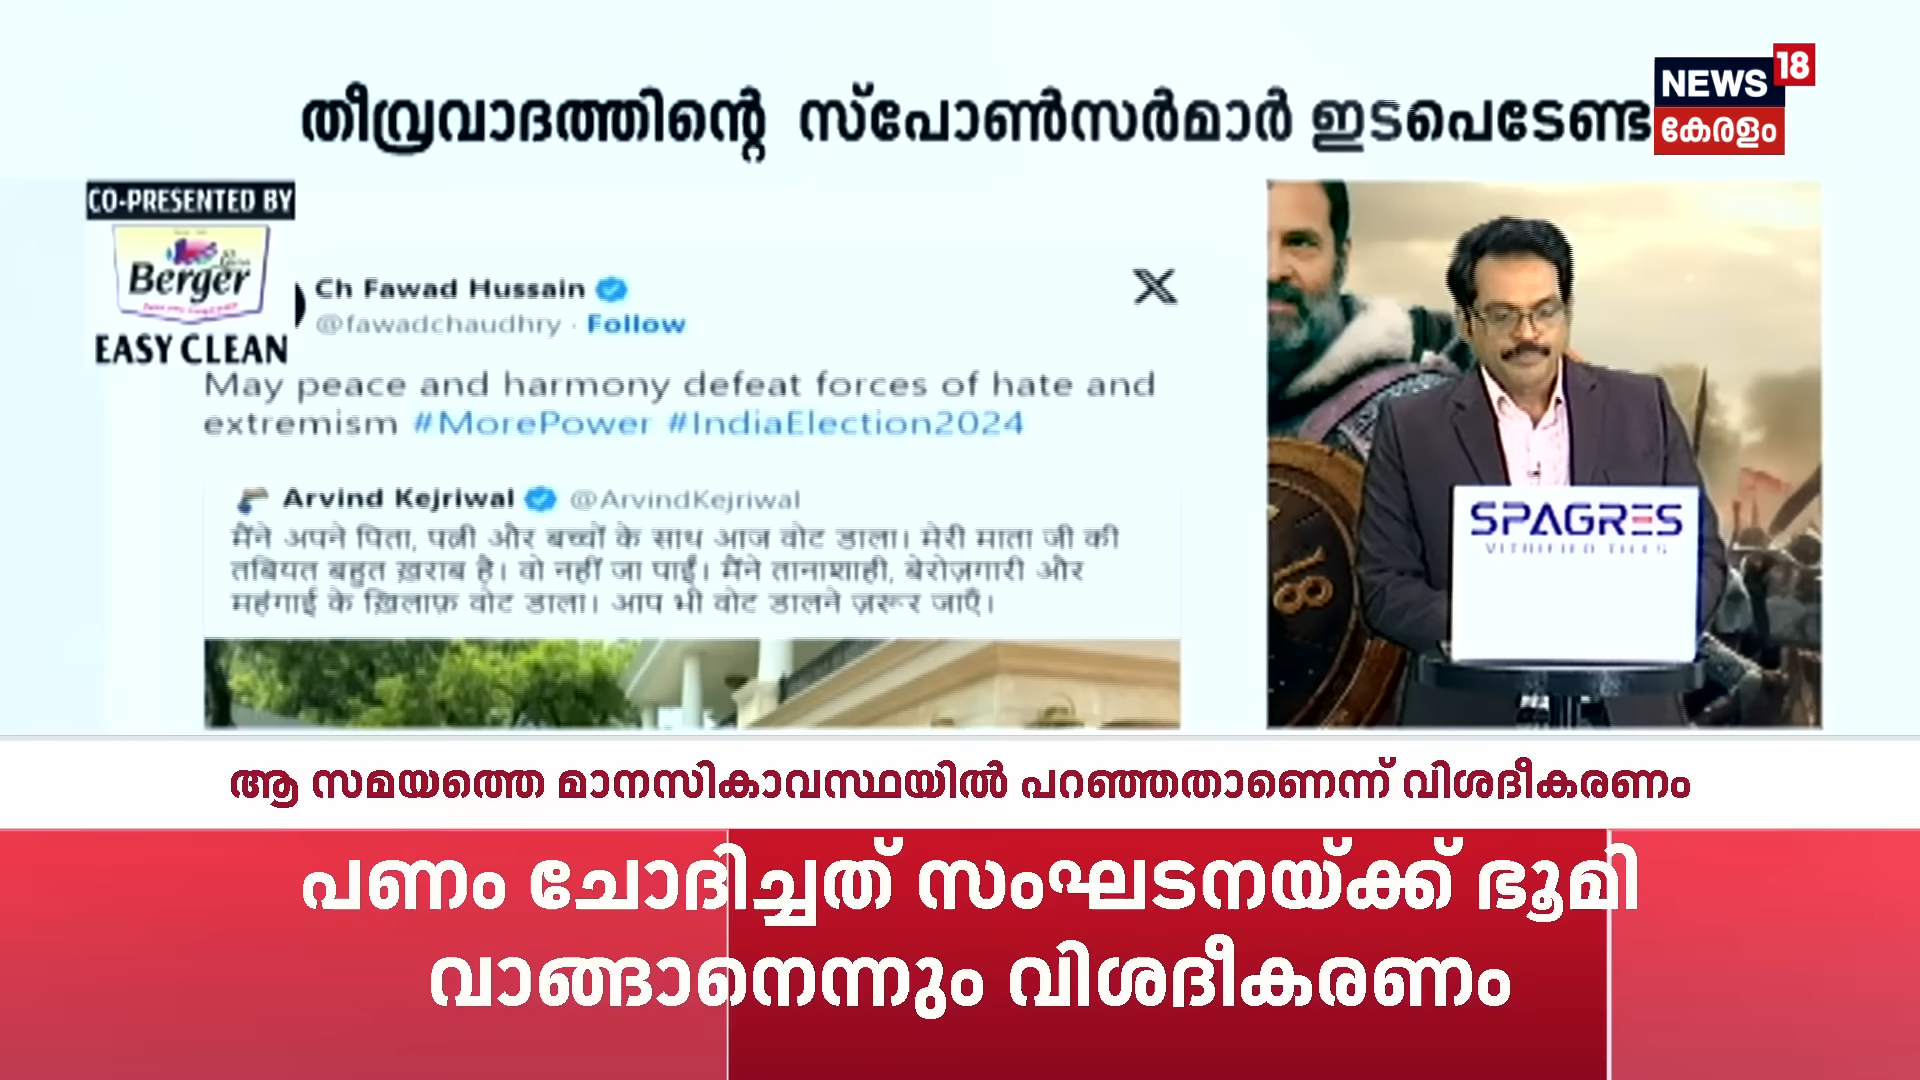 തീവ്രവാദത്തിന്റെ സ്പോൺസർമാർ ഇടപെടേണ്ട
NEWS 18
കേരളം
CO-PRESENTED BY
Berger
EASY CLEAN
Ch Fawad Hussain
@fawadchaudhry · Follow
May peace and harmony defeat forces of hate and
extremism #MorePower #IndiaElection2024
Arvind Kejriwal @ArvindKejriwal
मैंने अपने पिता, पत्नी और बच्चों के साथ आज वोट डाला। मेरी माता जी की
तबियत बहुत ख़राब है। वो नहीं जा पाईं। मैंने तानाशाही, बेरोज़गारी और
महंगाई के ख़िलाफ़ वोट डाला। आप भी वोट डालने ज़रूर जाएँ।
SPAGRES
VITRIFIED TILES
18
ആ സമയത്തെ മാനസികാവസ്ഥയിൽ പറഞ്ഞതാണെന്ന് വിശദീകരണം
പണം ചോദിച്ചത് സംഘടനയ്ക്ക് ഭൂമി
വാങ്ങാനെന്നും വിശദീകരണം